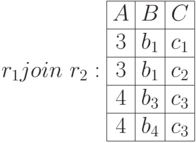 A B C
3 b₁ c₁
r₁join r₂ : 3 b₁ c₂
4 b₃ c₃
4 b₄ c₃